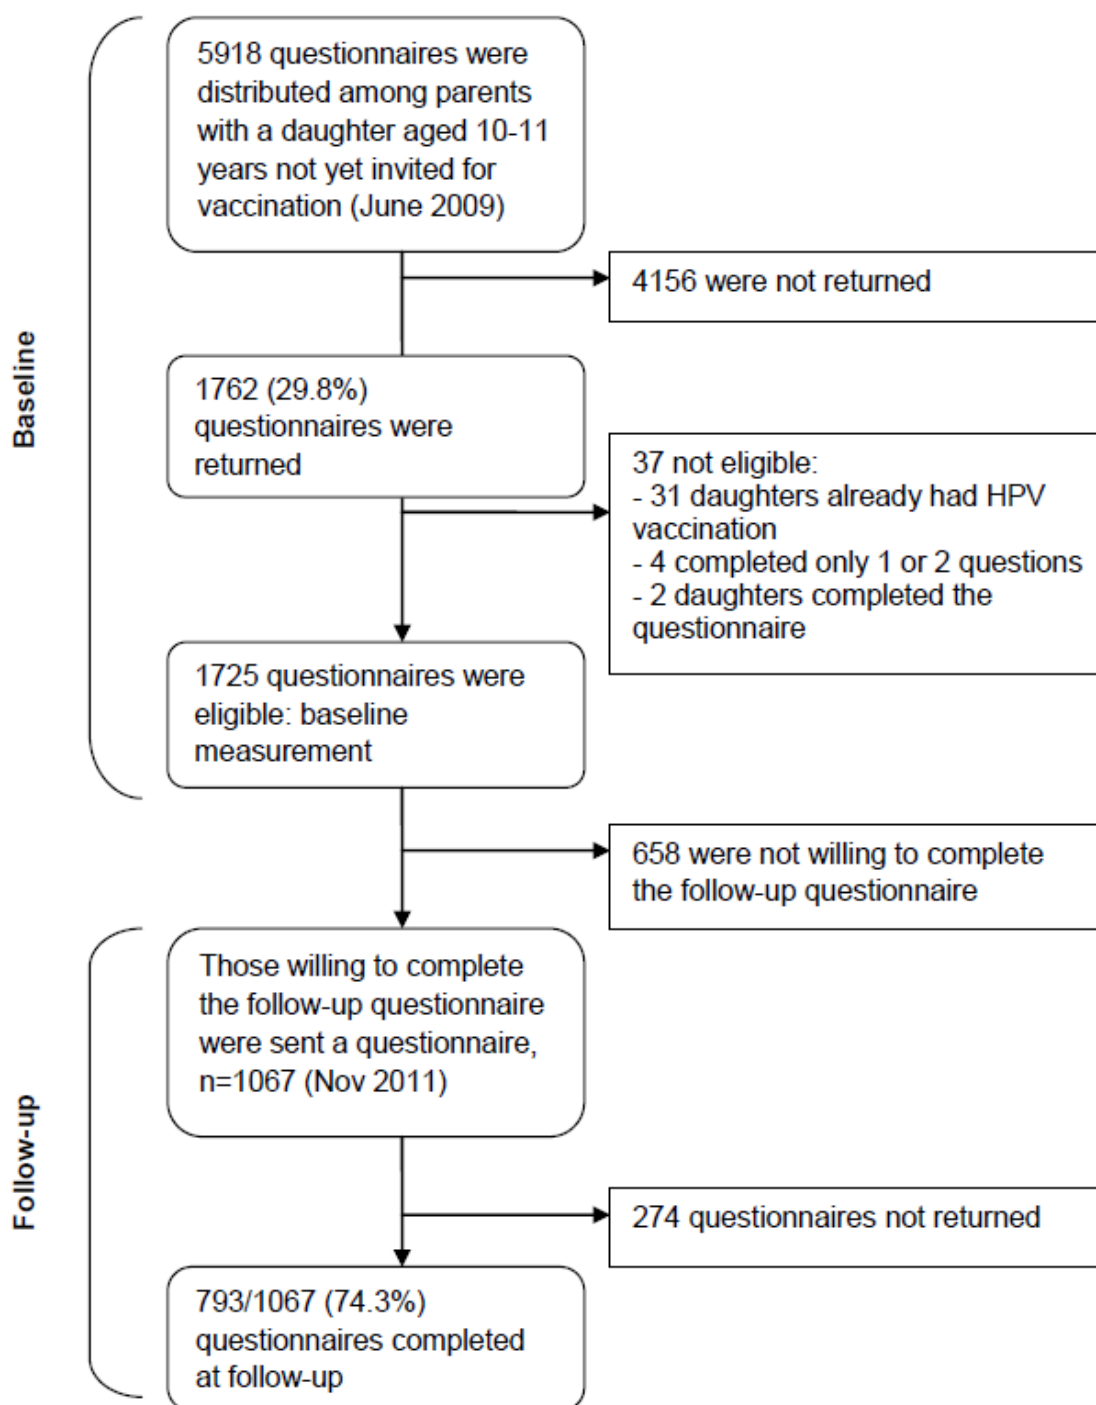 Baseline
5918 questionnaires were
distributed among parents
with a daughter aged 10-11
years not yet invited for
vaccination (June 2009)
4156 were not returned
1762 (29.8%)
questionnaires were
returned
37 not eligible:
- 31 daughters already had HPV
vaccination
- 4 completed only 1 or 2 questions
- 2 daughters completed the
questionnaire
1725 questionnaires were
eligible: baseline
measurement
658 were not willing to complete
the follow-up questionnaire
Follow-up
Those willing to complete
the follow-up questionnaire
were sent a questionnaire,
n=1067 (Nov 2011)
274 questionnaires not returned
793/1067 (74.3%)
questionnaires completed
at follow-up